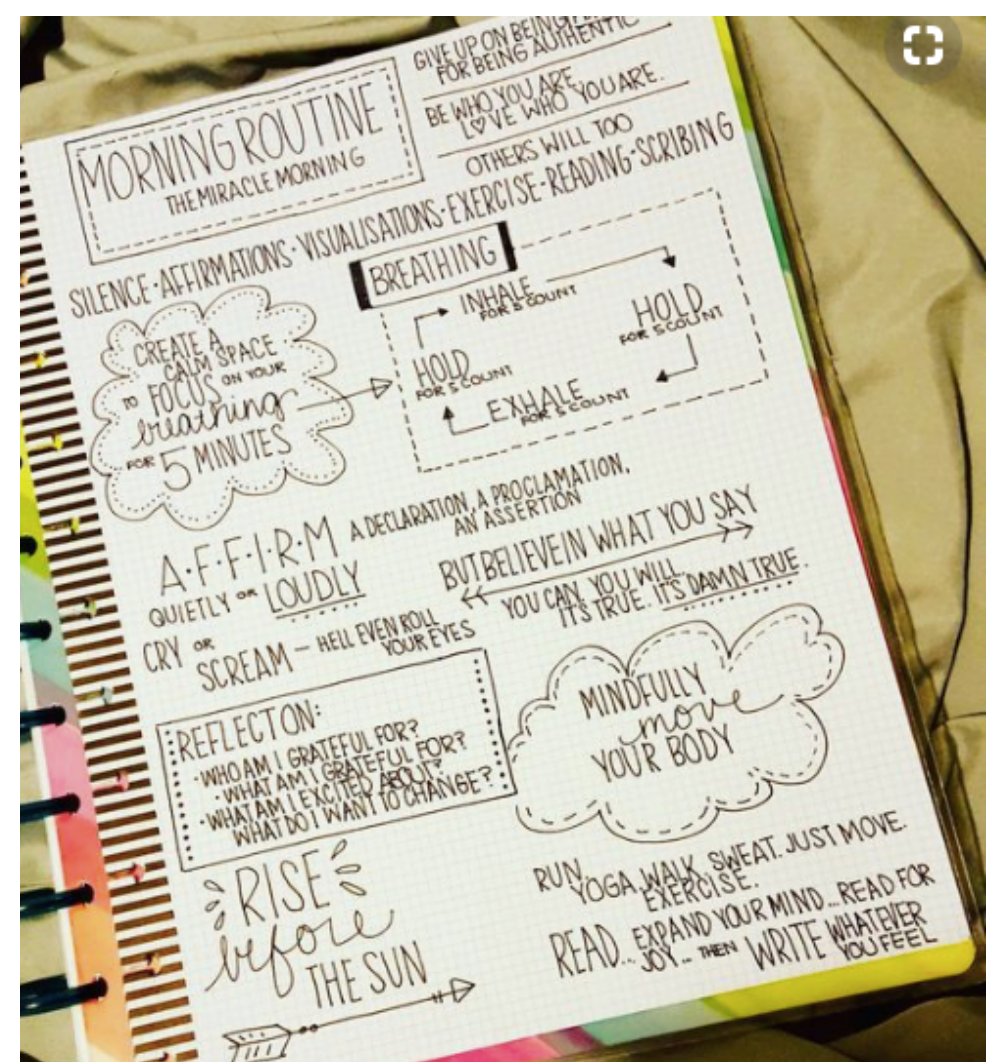 MORNING ROUTINE
THE MIRACLE MORNING
GIVE UP ON BEING
FOR BEING AUTHENTIC
BE WHO YOU ARE
LOVE WHO YOU ARE.
OTHERS WILL TOO
SILENCE · AFFIRMATIONS · VISUALISATIONS · EXERCISE · READING · SCRIBING
CREATE A
CALM SPACE
TO FOCUS ON YOUR
breathing
FOR 5 MINUTES
BREATHING
INHALE
FOR 5 COUNT
HOLD
FOR 5 COUNT
EXHALE
FOR 5 COUNT
HOLD
FOR 5 COUNT
A·F·F·I·R·M
A DECLARATION, A PROCLAMATION,
AN ASSERTION
QUIETLY OR LOUDLY
BUT BELIEVE IN WHAT YOU SAY
YOU CAN. YOU WILL.
IT'S TRUE. IT'S DAMN TRUE.
CRY OR
SCREAM — HELL EVEN ROLL
YOUR EYES
REFLECTON:
· WHO AM I GRATEFUL FOR?
· WHAT AM I GRATEFUL FOR?
· WHAT AM I EXCITED ABOUT?
WHAT DO I WANT TO CHANGE?
MINDFULLY
move
YOUR BODY
RISE
before
THE SUN
RUN. YOGA. WALK. SWEAT. JUST MOVE.
EXERCISE.
READ... EXPAND YOUR MIND... READ FOR
JOY... THEN WRITE WHATEVER
YOU FEEL